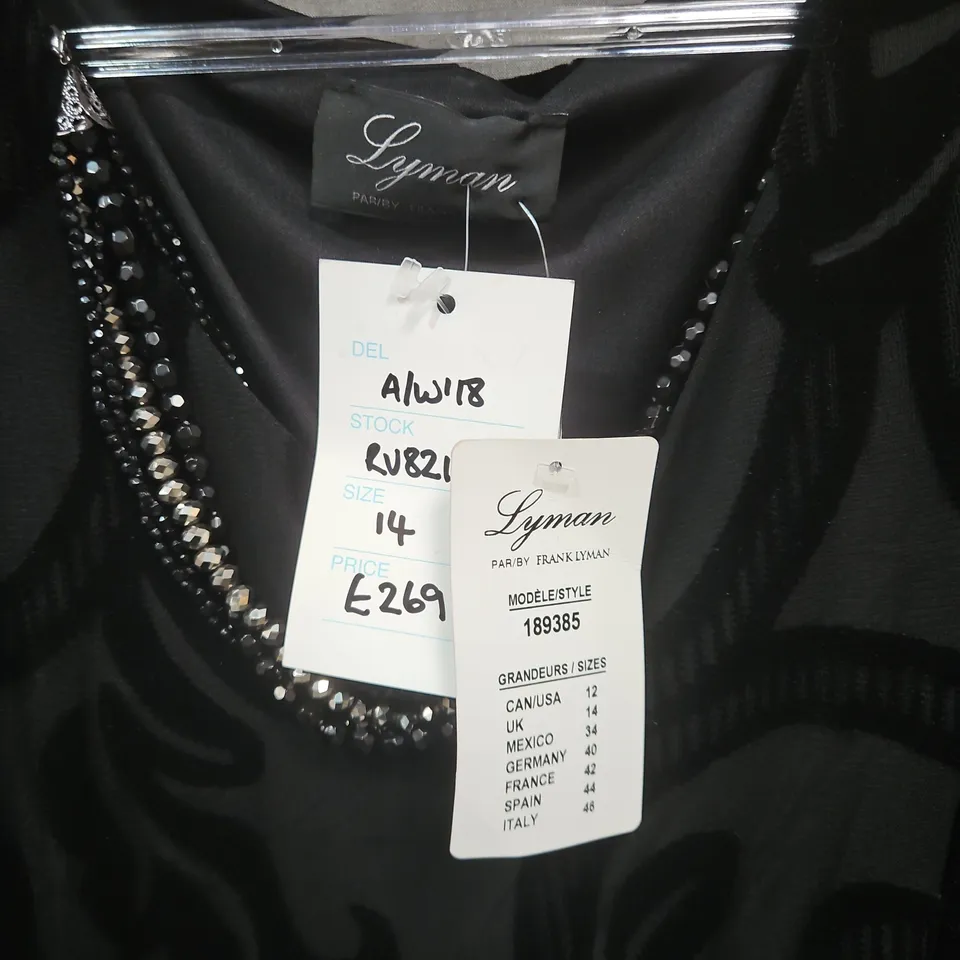 Lyman
PAR/BY FRANK
DEL
A/W'18
STOCK
RV821
SIZE
14
PRICE
£269
Lyman
PAR/BY FRANK LYMAN
MODÈLE/STYLE
189385
GRANDEURS / SIZES
CAN/USA 12
UK 14
MEXICO 34
GERMANY 40
FRANCE 42
SPAIN 44
ITALY 46